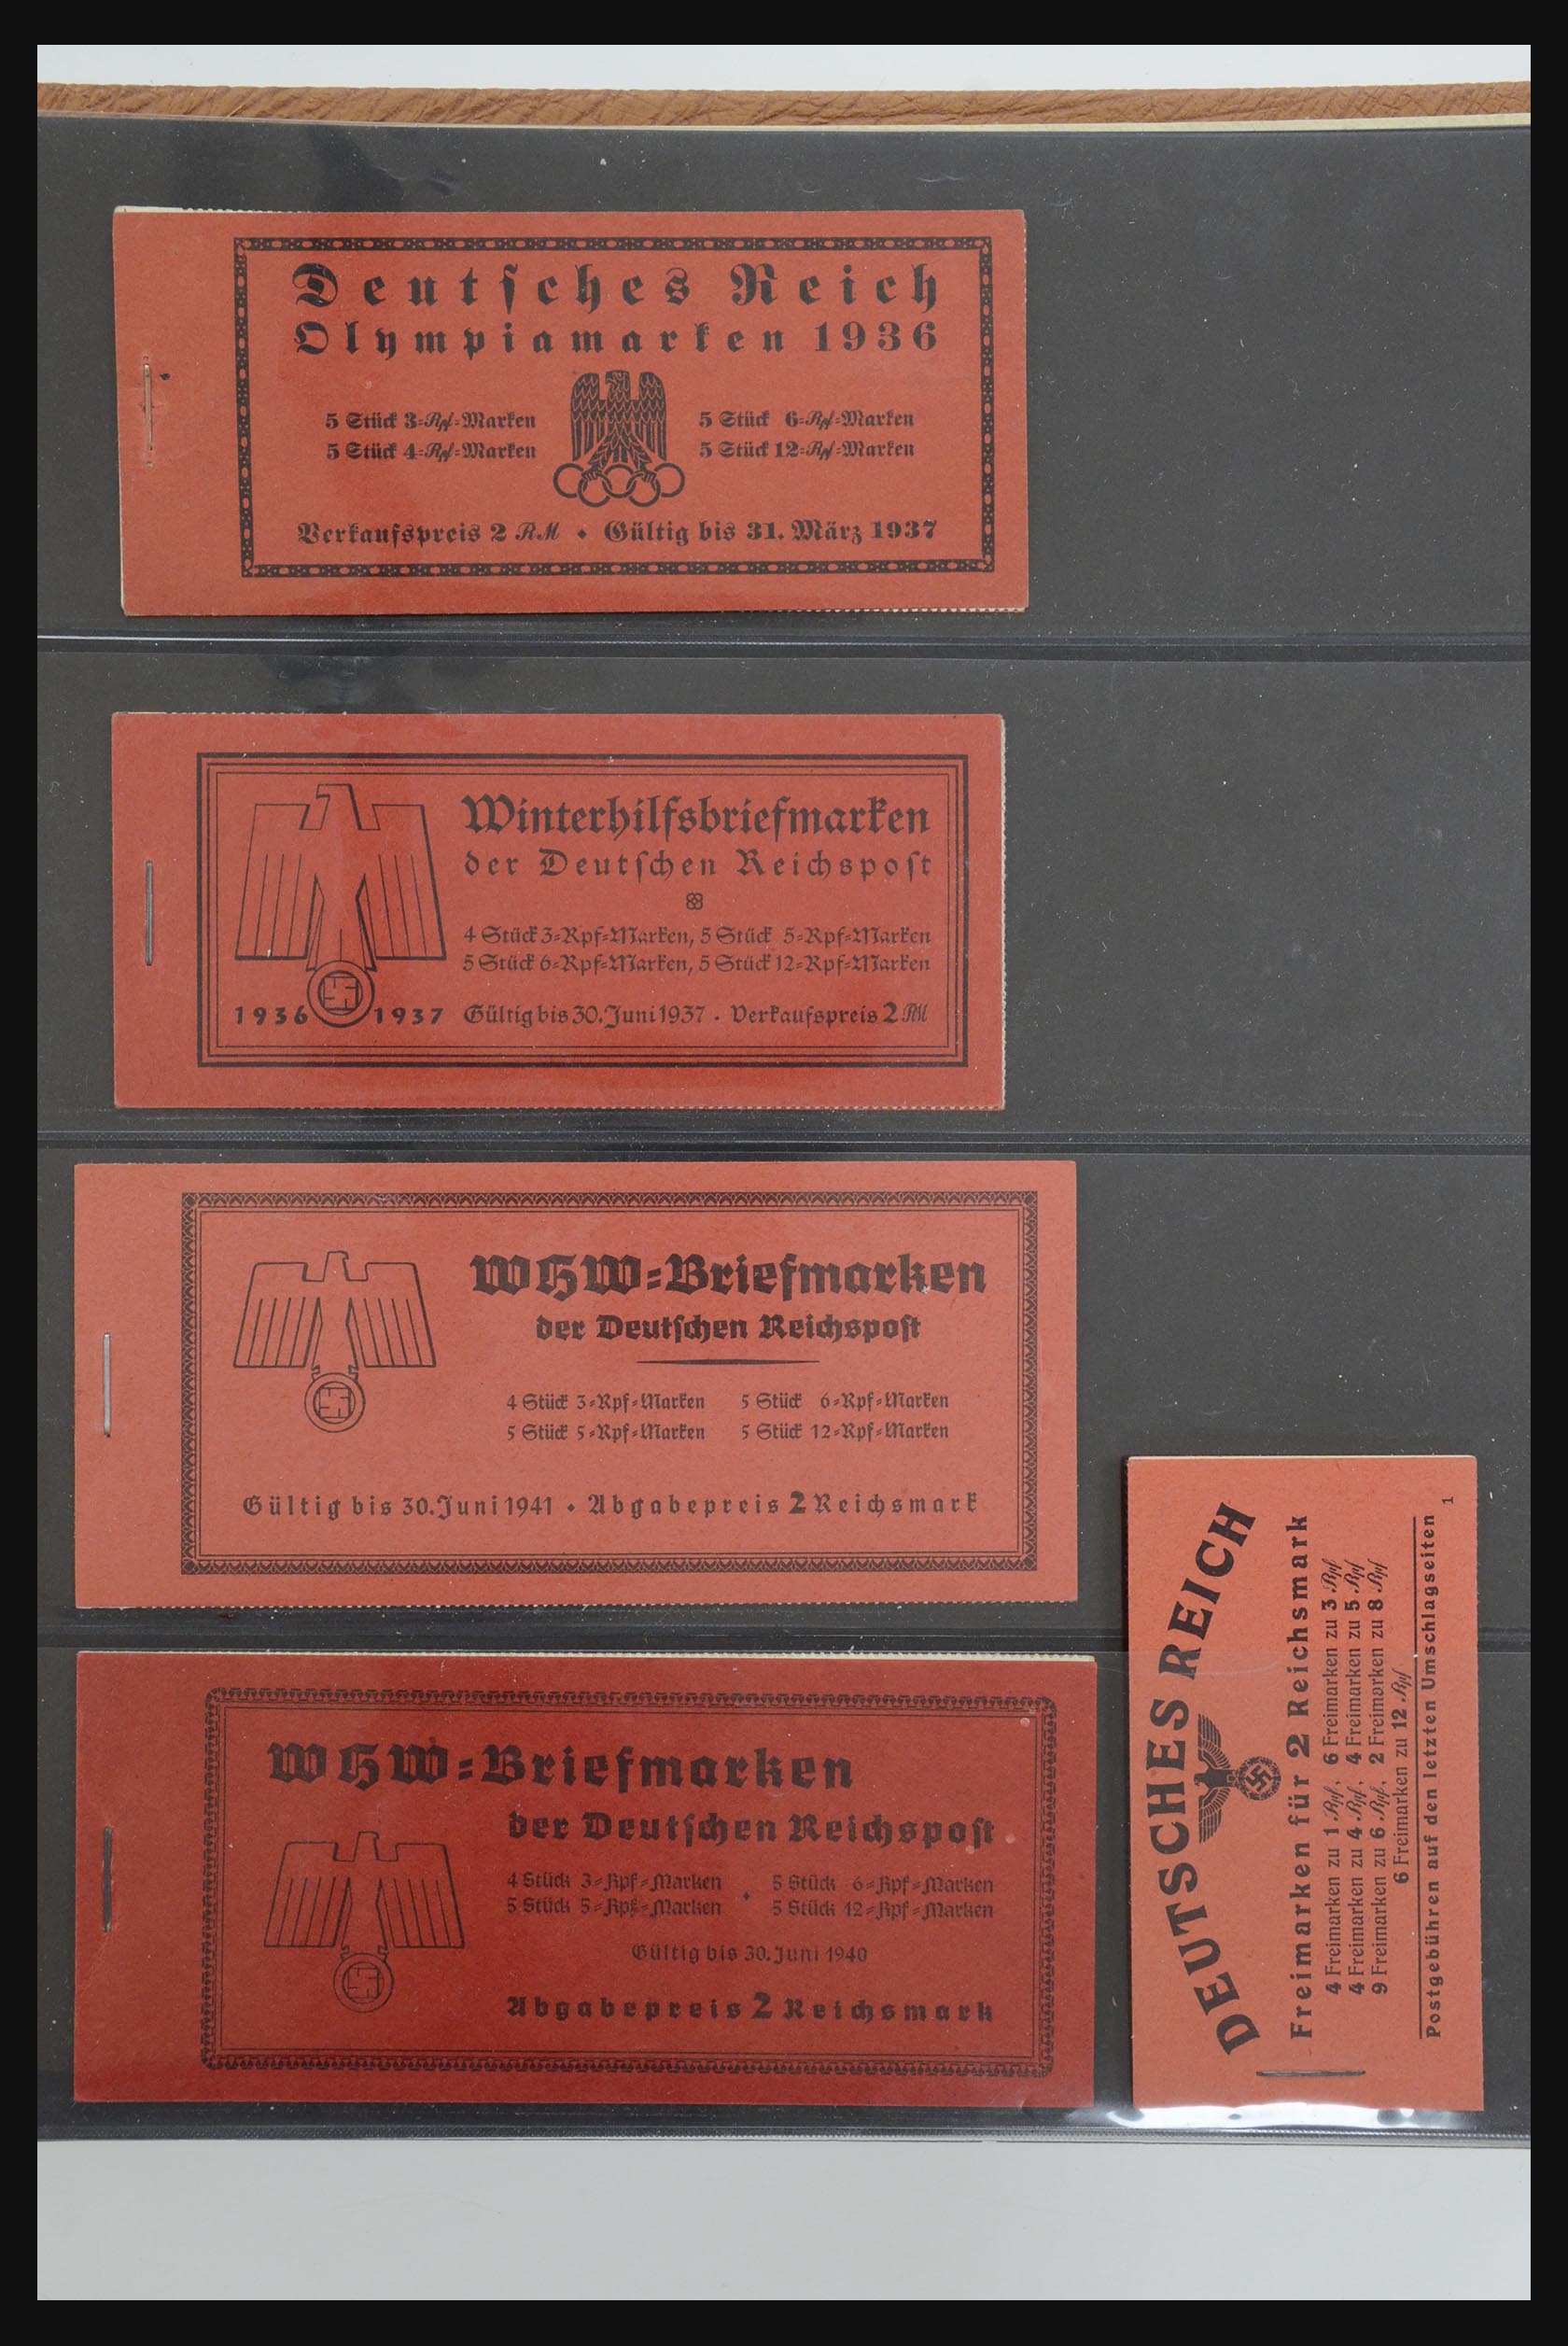 Deutsches Reich
Olympiamarken 1936
5 Stück 3=Rpf=Marken
5 Stück 4=Rpf=Marken
5 Stück 6=Rpf=Marken
5 Stück 12=Rpf=Marken
Verkaufspreis 2 RM • Gültig bis 31. März 1937
Winterhilfsbriefmarken
der Deutschen Reichspost
4 Stück 3=Rpf=Marken, 5 Stück 5=Rpf=Marken
5 Stück 6=Rpf=Marken, 5 Stück 12=Rpf=Marken
1936 1937 Gültig bis 30. Juni 1937 · Verkaufspreis 2 RM
WHW=Briefmarken
der Deutschen Reichspost
4 Stück 3=Rpf=Marken 5 Stück 6=Rpf=Marken
5 Stück 5=Rpf=Marken 5 Stück 12=Rpf=Marken
Gültig bis 30. Juni 1941 • Abgabepreis 2 Reichsmark
WHW=Briefmarken
der Deutschen Reichspost
4 Stück 3=Rpf=Marken 5 Stück 6=Rpf=Marken
5 Stück 5=Rpf=Marken 5 Stück 12=Rpf=Marken
Gültig bis 30. Juni 1940
Abgabepreis 2 Reichsmark
DEUTSCHES REICH
Freimarken für 2 Reichsmark
4 Freimarken zu 1 Rpf, 6 Freimarken zu 3 Rpf
4 Freimarken zu 4 Rpf, 4 Freimarken zu 5 Rpf
9 Freimarken zu 6 Rpf, 2 Freimarken zu 8 Rpf
6 Freimarken zu 12 Rpf
Postgebühren auf den letzten Umschlagseiten
1